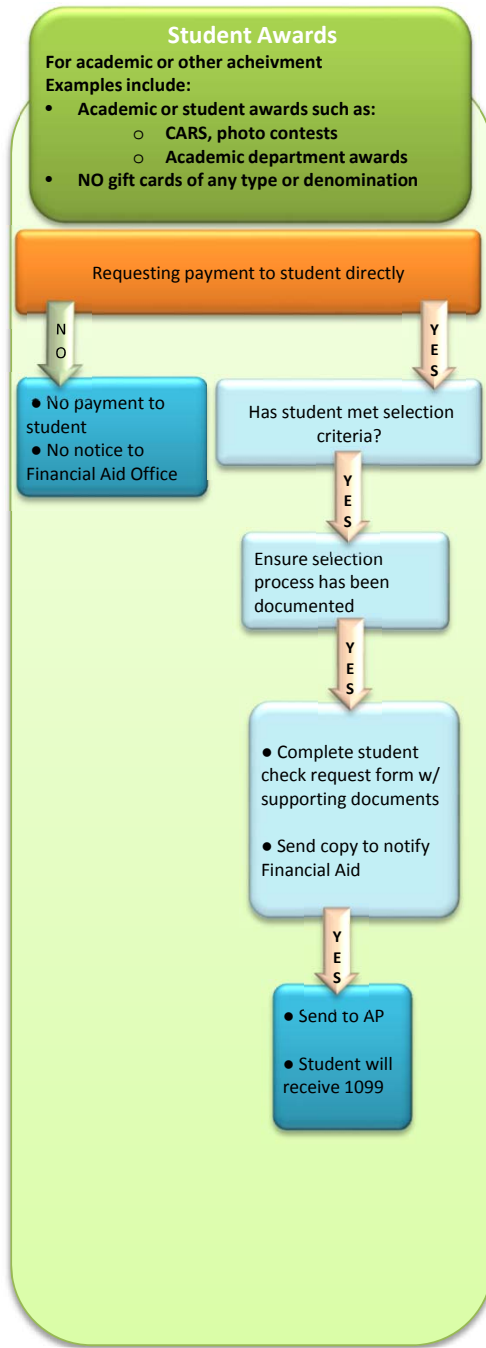 Student Awards
For academic or other acheivment
Examples include:
• Academic or student awards such as:
o CARS, photo contests
o Academic department awards
• NO gift cards of any type or denomination
Requesting payment to student directly
N
O
Y
E
S
● No payment to
student
● No notice to
Financial Aid Office
Has student met selection
criteria?
Y
E
S
Ensure selection
process has been
documented
Y
E
S
● Complete student
check request form w/
supporting documents
● Send copy to notify
Financial Aid
Y
E
S
● Send to AP
● Student will
receive 1099